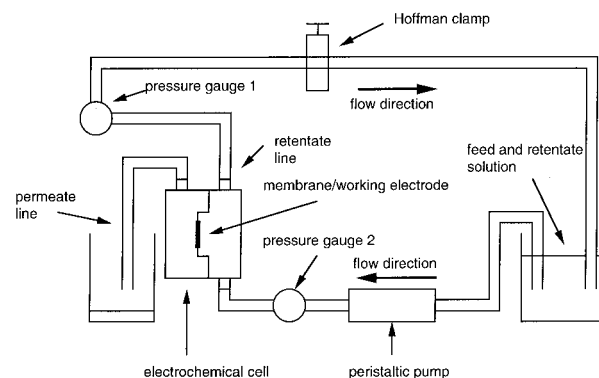 Hoffman clamp
pressure gauge 1
flow direction
retentate
line
feed and retentate
solution
membrane/working electrode
permeate
line
pressure gauge 2
flow direction
electrochemical cell
peristaltic pump